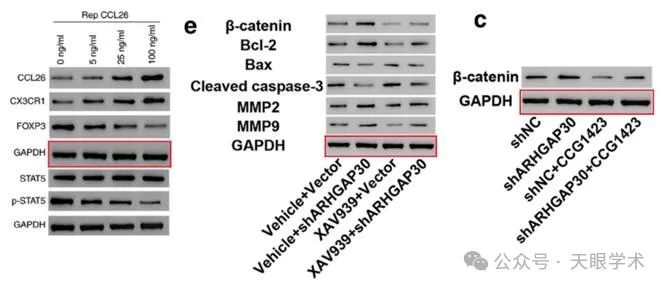 Rep CCL26
0 ng/ml
5 ng/ml
25 ng/ml
100 ng/ml
CCL26
CX3CR1
FOXP3
GAPDH
STAT5
p-STAT5
GAPDH
e
β-catenin
Bcl-2
Bax
Cleaved caspase-3
MMP2
MMP9
GAPDH
Vehicle+Vector
Vehicle+shARHGAP30
XAV939+Vector
XAV939+shARHGAP30
c
β-catenin
GAPDH
shNC
shARHGAP30
shNC+CCG1423
shARHGAP30+CCG1423
公众号 · 天眼学术